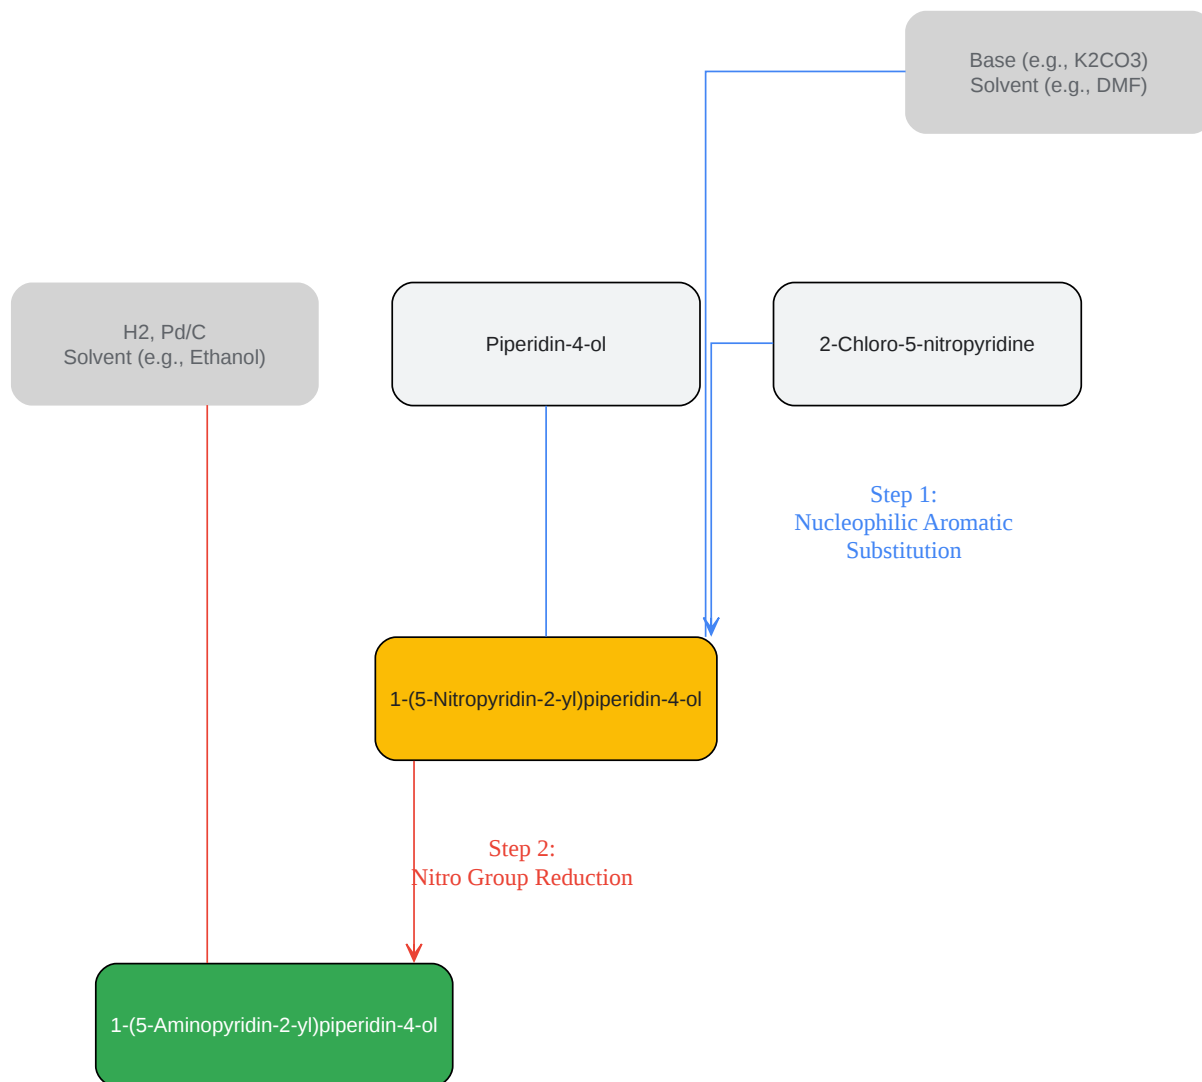 Base (e.g., K2CO3)
Solvent (e.g., DMF)
H2, Pd/C
Solvent (e.g., Ethanol)
Piperidin-4-ol
2-Chloro-5-nitropyridine
Step 1:
Nucleophilic Aromatic
Substitution
1-(5-Nitropyridin-2-yl)piperidin-4-ol
Step 2:
Nitro Group Reduction
1-(5-Aminopyridin-2-yl)piperidin-4-ol